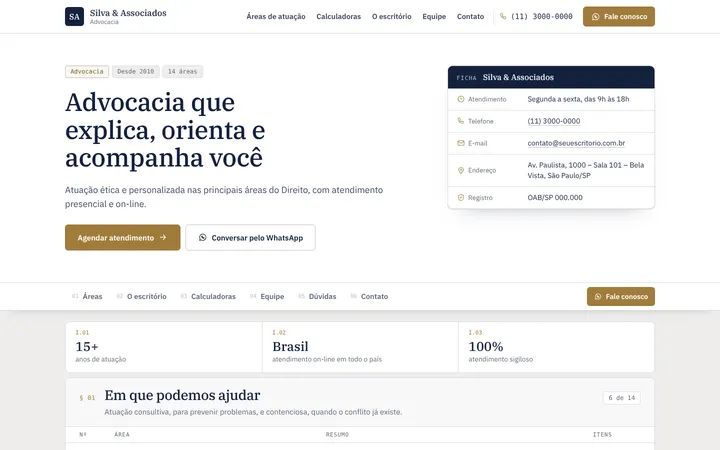 SA
Silva & Associados
Advocacia
Áreas de atuação
Calculadoras
O escritório
Equipe
Contato
(11) 3000-0000
Fale conosco
Advocacia
Desde 2010
14 áreas
Advocacia que
explica, orienta e
acompanha você
Atuação ética e personalizada nas principais áreas do Direito, com atendimento
presencial e on-line.
Agendar atendimento →
Conversar pelo WhatsApp
FICHA Silva & Associados
Atendimento Segunda a sexta, das 9h às 18h
Telefone (11) 3000-0000
E-mail contato@seuescritorio.com.br
Endereço Av. Paulista, 1000 – Sala 101 – Bela
Vista, São Paulo/SP
Registro OAB/SP 000.000
01 Áreas
02 O escritório
03 Calculadoras
04 Equipe
05 Dúvidas
06 Contato
Fale conosco
I.01
15+
anos de atuação
I.02
Brasil
atendimento on-line em todo o país
I.03
100%
atendimento sigiloso
§ 01 Em que podemos ajudar
Atuação consultiva, para prevenir problemas, e contenciosa, quando o conflito já existe.
6 de 14
Nº ÁREA RESUMO ITENS